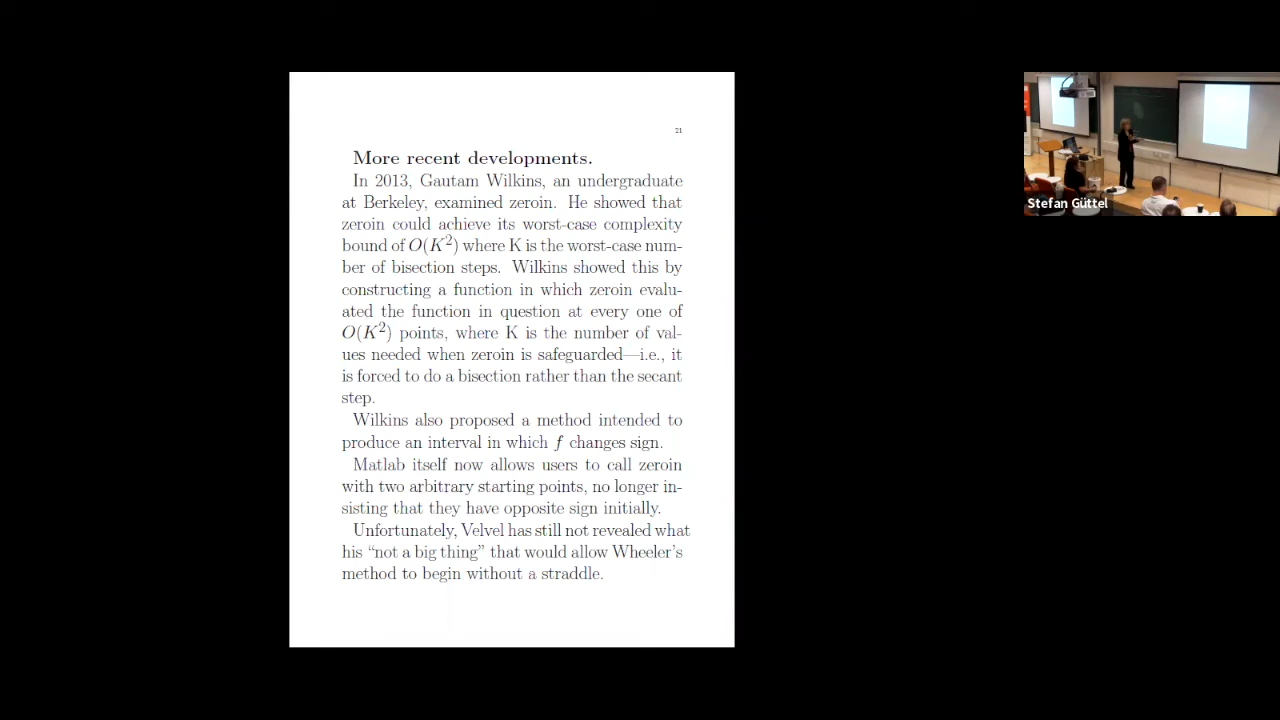 21
More recent developments.
In 2013, Gautam Wilkins, an undergraduate
at Berkeley, examined zeroin. He showed that
zeroin could achieve its worst-case complexity
bound of O(K²) where K is the worst-case num-
ber of bisection steps. Wilkins showed this by
constructing a function in which zeroin evalu-
ated the function in question at every one of
O(K²) points, where K is the number of val-
ues needed when zeroin is safeguarded—i.e., it
is forced to do a bisection rather than the secant
step.
Wilkins also proposed a method intended to
produce an interval in which f changes sign.
Matlab itself now allows users to call zeroin
with two arbitrary starting points, no longer in-
sisting that they have opposite sign initially.
Unfortunately, Velvel has still not revealed what
his “not a big thing” that would allow Wheeler's
method to begin without a straddle.
Stefan Güttel